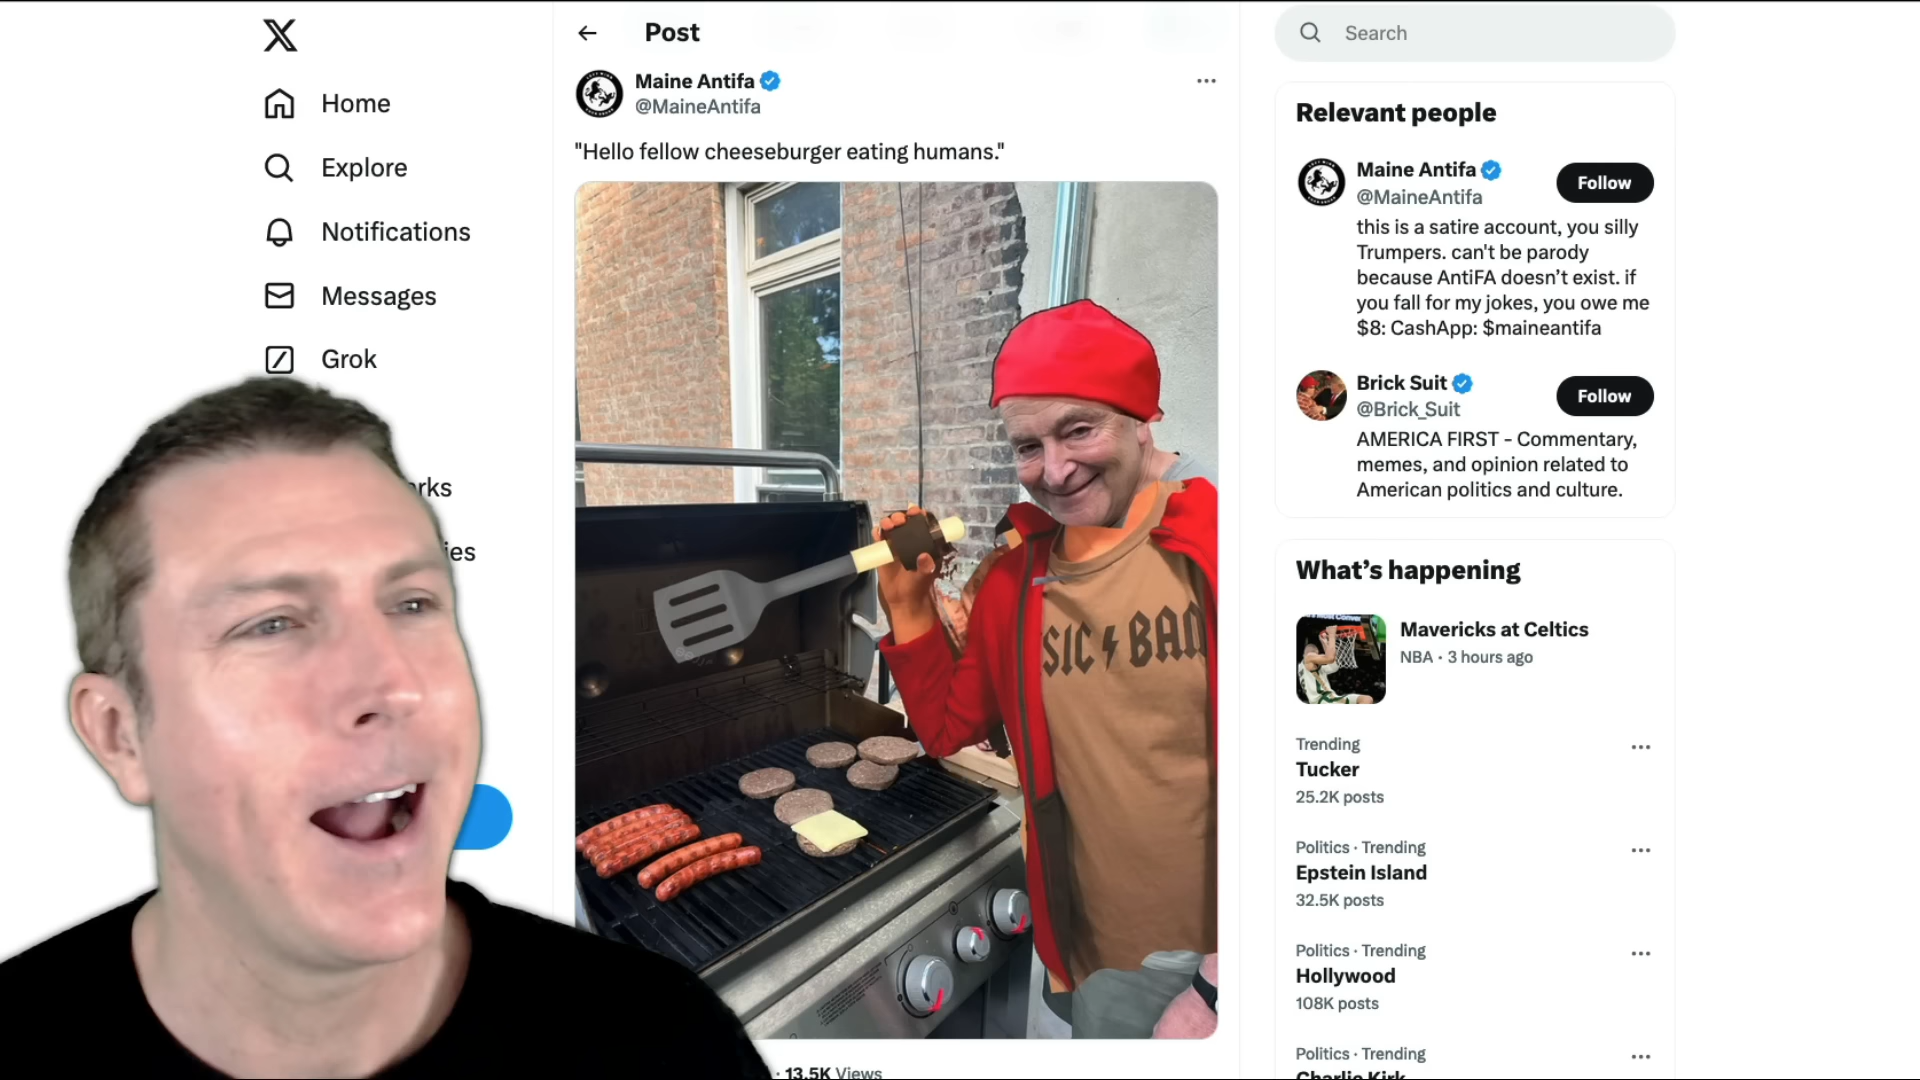 Post
Search
Home
Explore
Notifications
Messages
Grok
rks
ies
Maine Antifa
@MaineAntifa
"Hello fellow cheeseburger eating humans."
SIC BAN
13.5K Views
Relevant people
Maine Antifa
@MaineAntifa
Follow
this is a satire account, you silly
Trumpers. can't be parody
because AntiFA doesn’t exist. if
you fall for my jokes, you owe me
$8: CashApp: $maineantifa
Brick Suit
@Brick_Suit
Follow
AMERICA FIRST - Commentary,
memes, and opinion related to
American politics and culture.
What’s happening
Mavericks at Celtics
NBA · 3 hours ago
Trending
Tucker
25.2K posts
Politics · Trending
Epstein Island
32.5K posts
Politics · Trending
Hollywood
108K posts
Politics · Trending
Charlie Kirk